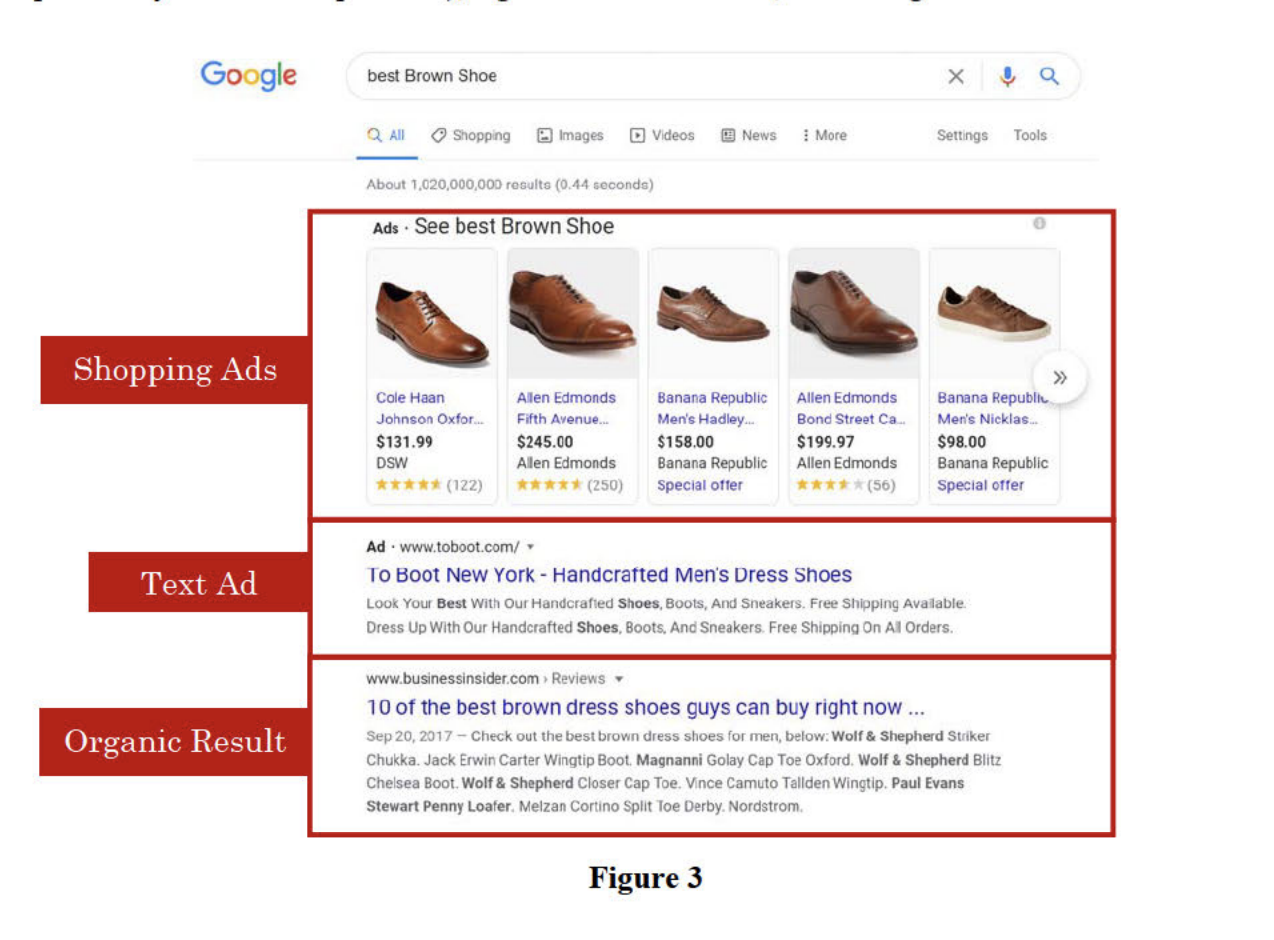 Google
best Brown Shoe
All Shopping Images Videos News More Settings Tools
About 1,020,000,000 results (0.44 seconds)
Ads · See best Brown Shoe
Shopping Ads
Cole Haan
Johnson Oxfor...
$131.99
DSW
(122)
Allen Edmonds
Fifth Avenue...
$245.00
Allen Edmonds
(250)
Banana Republic
Men's Hadley...
$158.00
Banana Republic
Special offer
Allen Edmonds
Bond Street Ca...
$199.97
Allen Edmonds
(56)
Banana Republic
Men's Nicklas...
$98.00
Banana Republic
Special offer
Text Ad
Ad · www.toboot.com/
To Boot New York - Handcrafted Men's Dress Shoes
Look Your Best With Our Handcrafted Shoes, Boots, And Sneakers. Free Shipping Available.
Dress Up With Our Handcrafted Shoes, Boots, And Sneakers. Free Shipping On All Orders.
Organic Result
www.businessinsider.com › Reviews
10 of the best brown dress shoes guys can buy right now ...
Sep 20, 2017 — Check out the best brown dress shoes for men, below: Wolf & Shepherd Striker
Chukka. Jack Erwin Carter Wingtip Boot. Magnanni Golay Cap Toe Oxford. Wolf & Shepherd Blitz
Chelsea Boot. Wolf & Shepherd Closer Cap Toe. Vince Camuto Tallden Wingtip. Paul Evans
Stewart Penny Loafer. Melzan Cortino Split Toe Derby. Nordstrom.
Figure 3